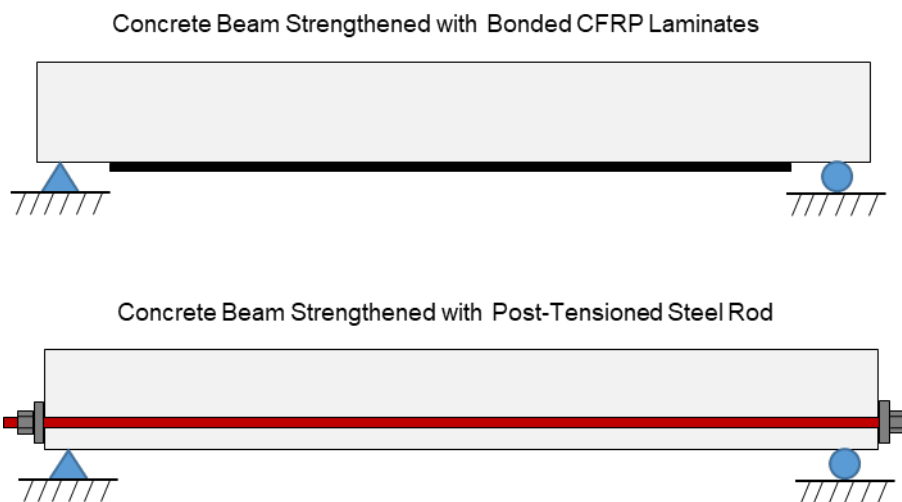 Concrete Beam Strengthened with Bonded CFRP Laminates
Concrete Beam Strengthened with Post-Tensioned Steel Rod